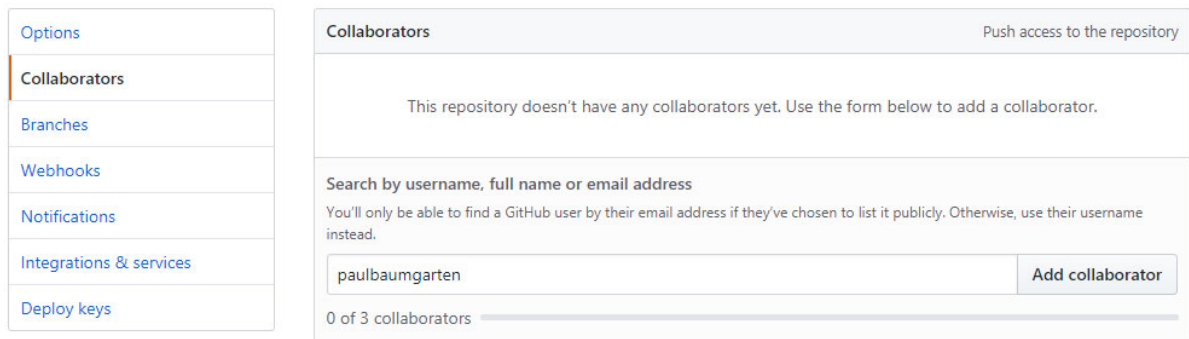 Options
Collaborators
Branches
Webhooks
Notifications
Integrations & services
Deploy keys
Collaborators
Push access to the repository
This repository doesn't have any collaborators yet. Use the form below to add a collaborator.
Search by username, full name or email address
You'll only be able to find a GitHub user by their email address if they've chosen to list it publicly. Otherwise, use their username
instead.
paulbaumgarten
Add collaborator
0 of 3 collaborators